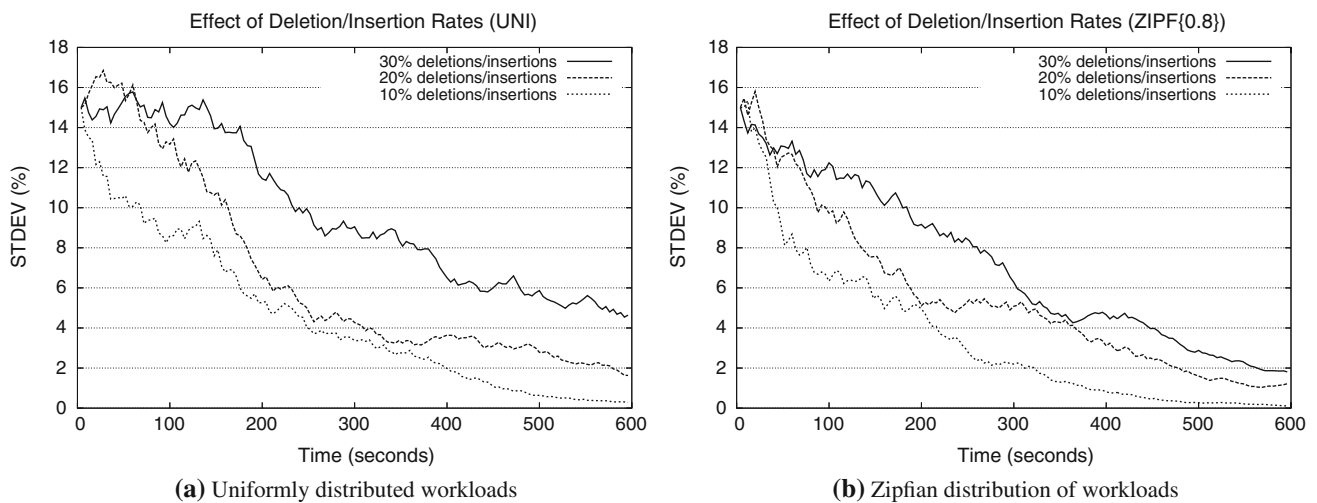 Effect of Deletion/Insertion Rates (UNI)
18
16
14
12
10
8
6
4
2
0
STDEV (%)
30% deletions/insertions
20% deletions/insertions
10% deletions/insertions
0 100 200 300 400 500 600
Time (seconds)
(a) Uniformly distributed workloads
Effect of Deletion/Insertion Rates (ZIPF{0.8})
18
16
14
12
10
8
6
4
2
0
STDEV (%)
30% deletions/insertions
20% deletions/insertions
10% deletions/insertions
0 100 200 300 400 500 600
Time (seconds)
(b) Zipfian distribution of workloads